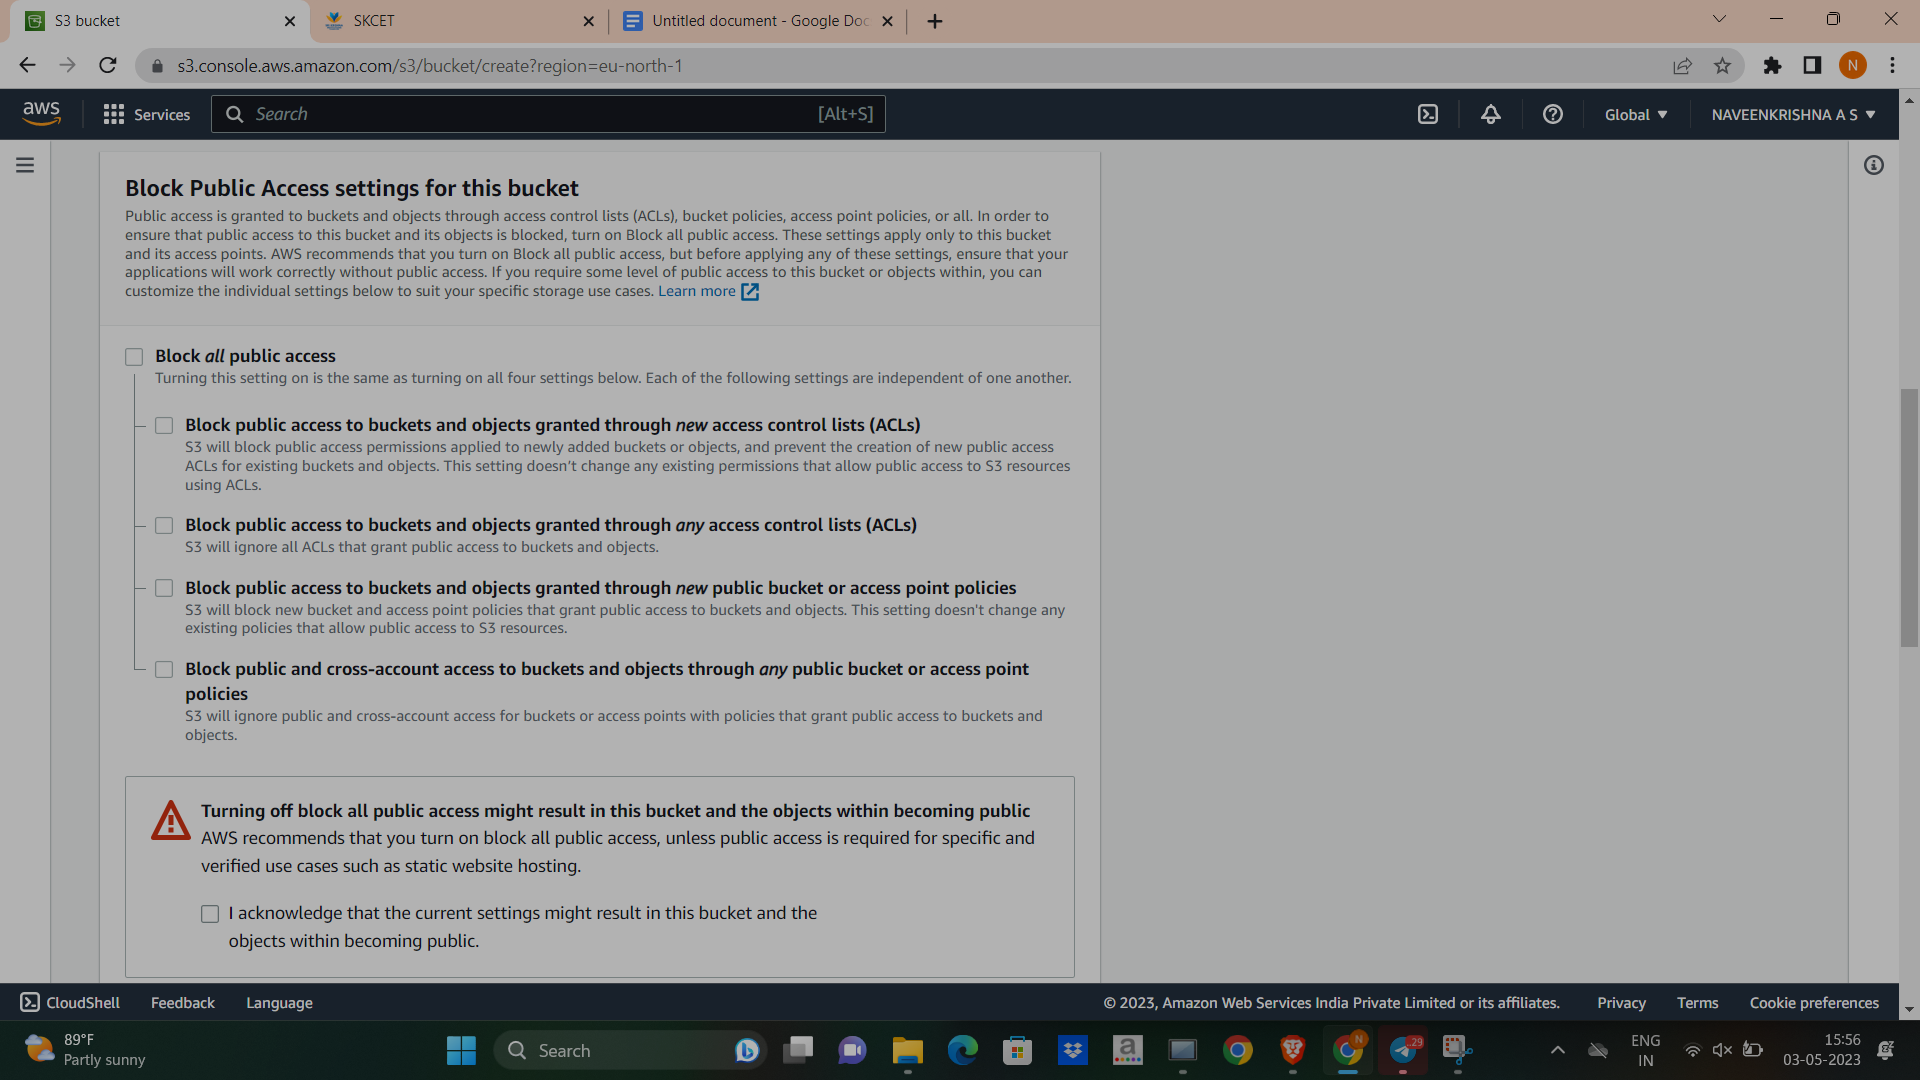 S3 bucket
SKCET
Untitled document - Google Doc
s3.console.aws.amazon.com/s3/bucket/create?region=eu-north-1
N
aws
Services
Search
[Alt+S]
Global
NAVEENKRISHNA A S
Block Public Access settings for this bucket
Public access is granted to buckets and objects through access control lists (ACLs), bucket policies, access point policies, or all. In order to
ensure that public access to this bucket and its objects is blocked, turn on Block all public access. These settings apply only to this bucket
and its access points. AWS recommends that you turn on Block all public access, but before applying any of these settings, ensure that your
applications will work correctly without public access. If you require some level of public access to this bucket or objects within, you can
customize the individual settings below to suit your specific storage use cases. Learn more
Block all public access
Turning this setting on is the same as turning on all four settings below. Each of the following settings are independent of one another.
Block public access to buckets and objects granted through new access control lists (ACLs)
S3 will block public access permissions applied to newly added buckets or objects, and prevent the creation of new public access
ACLs for existing buckets and objects. This setting doesn't change any existing permissions that allow public access to S3 resources
using ACLs.
Block public access to buckets and objects granted through any access control lists (ACLs)
S3 will ignore all ACLs that grant public access to buckets and objects.
Block public access to buckets and objects granted through new public bucket or access point policies
S3 will block new bucket and access point policies that grant public access to buckets and objects. This setting doesn't change any
existing policies that allow public access to S3 resources.
Block public and cross-account access to buckets and objects through any public bucket or access point
policies
S3 will ignore public and cross-account access for buckets or access points with policies that grant public access to buckets and
objects.
Turning off block all public access might result in this bucket and the objects within becoming public
AWS recommends that you turn on block all public access, unless public access is required for specific and
verified use cases such as static website hosting.
I acknowledge that the current settings might result in this bucket and the
objects within becoming public.
CloudShell
Feedback
Language
© 2023, Amazon Web Services India Private Limited or its affiliates.
Privacy
Terms
Cookie preferences
89°F
Partly sunny
Search
a
N
29
ENG
IN
15:56
03-05-2023